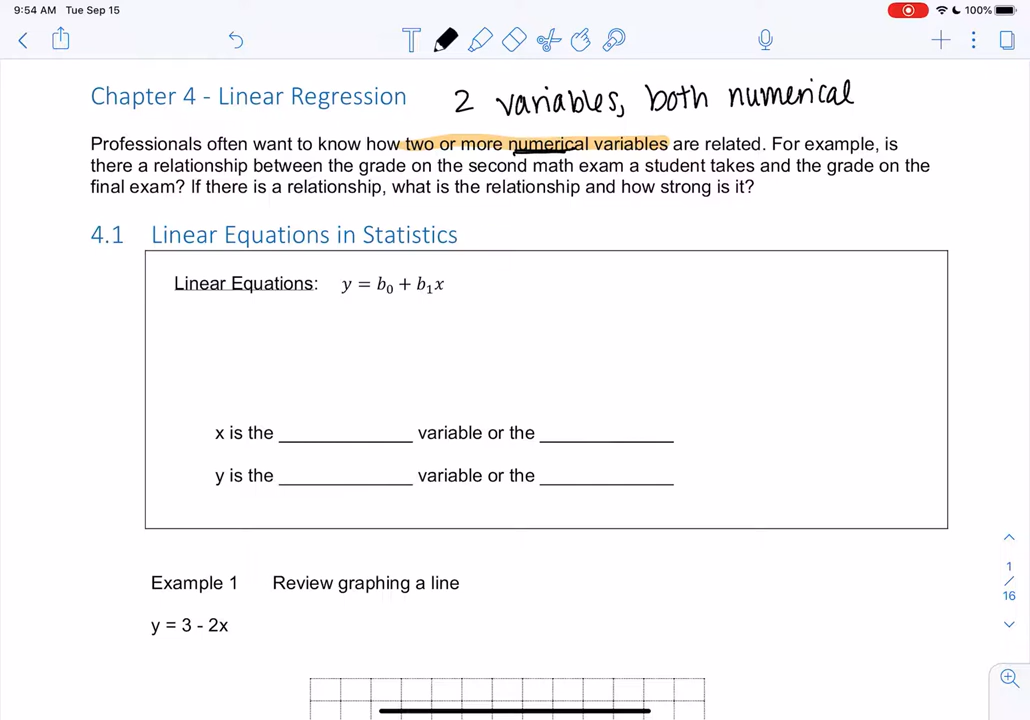 9:54 AM Tue Sep 15
100%
T
Chapter 4 - Linear Regression 2 variables, both numerical
Professionals often want to know how two or more numerical variables are related. For example, is
there a relationship between the grade on the second math exam a student takes and the grade on the
final exam? If there is a relationship, what is the relationship and how strong is it?
4.1 Linear Equations in Statistics
Linear Equations: y = b₀ + b₁x
x is the ______________ variable or the ______________
y is the ______________ variable or the ______________
Example 1 Review graphing a line
y = 3 - 2x
1
/
16